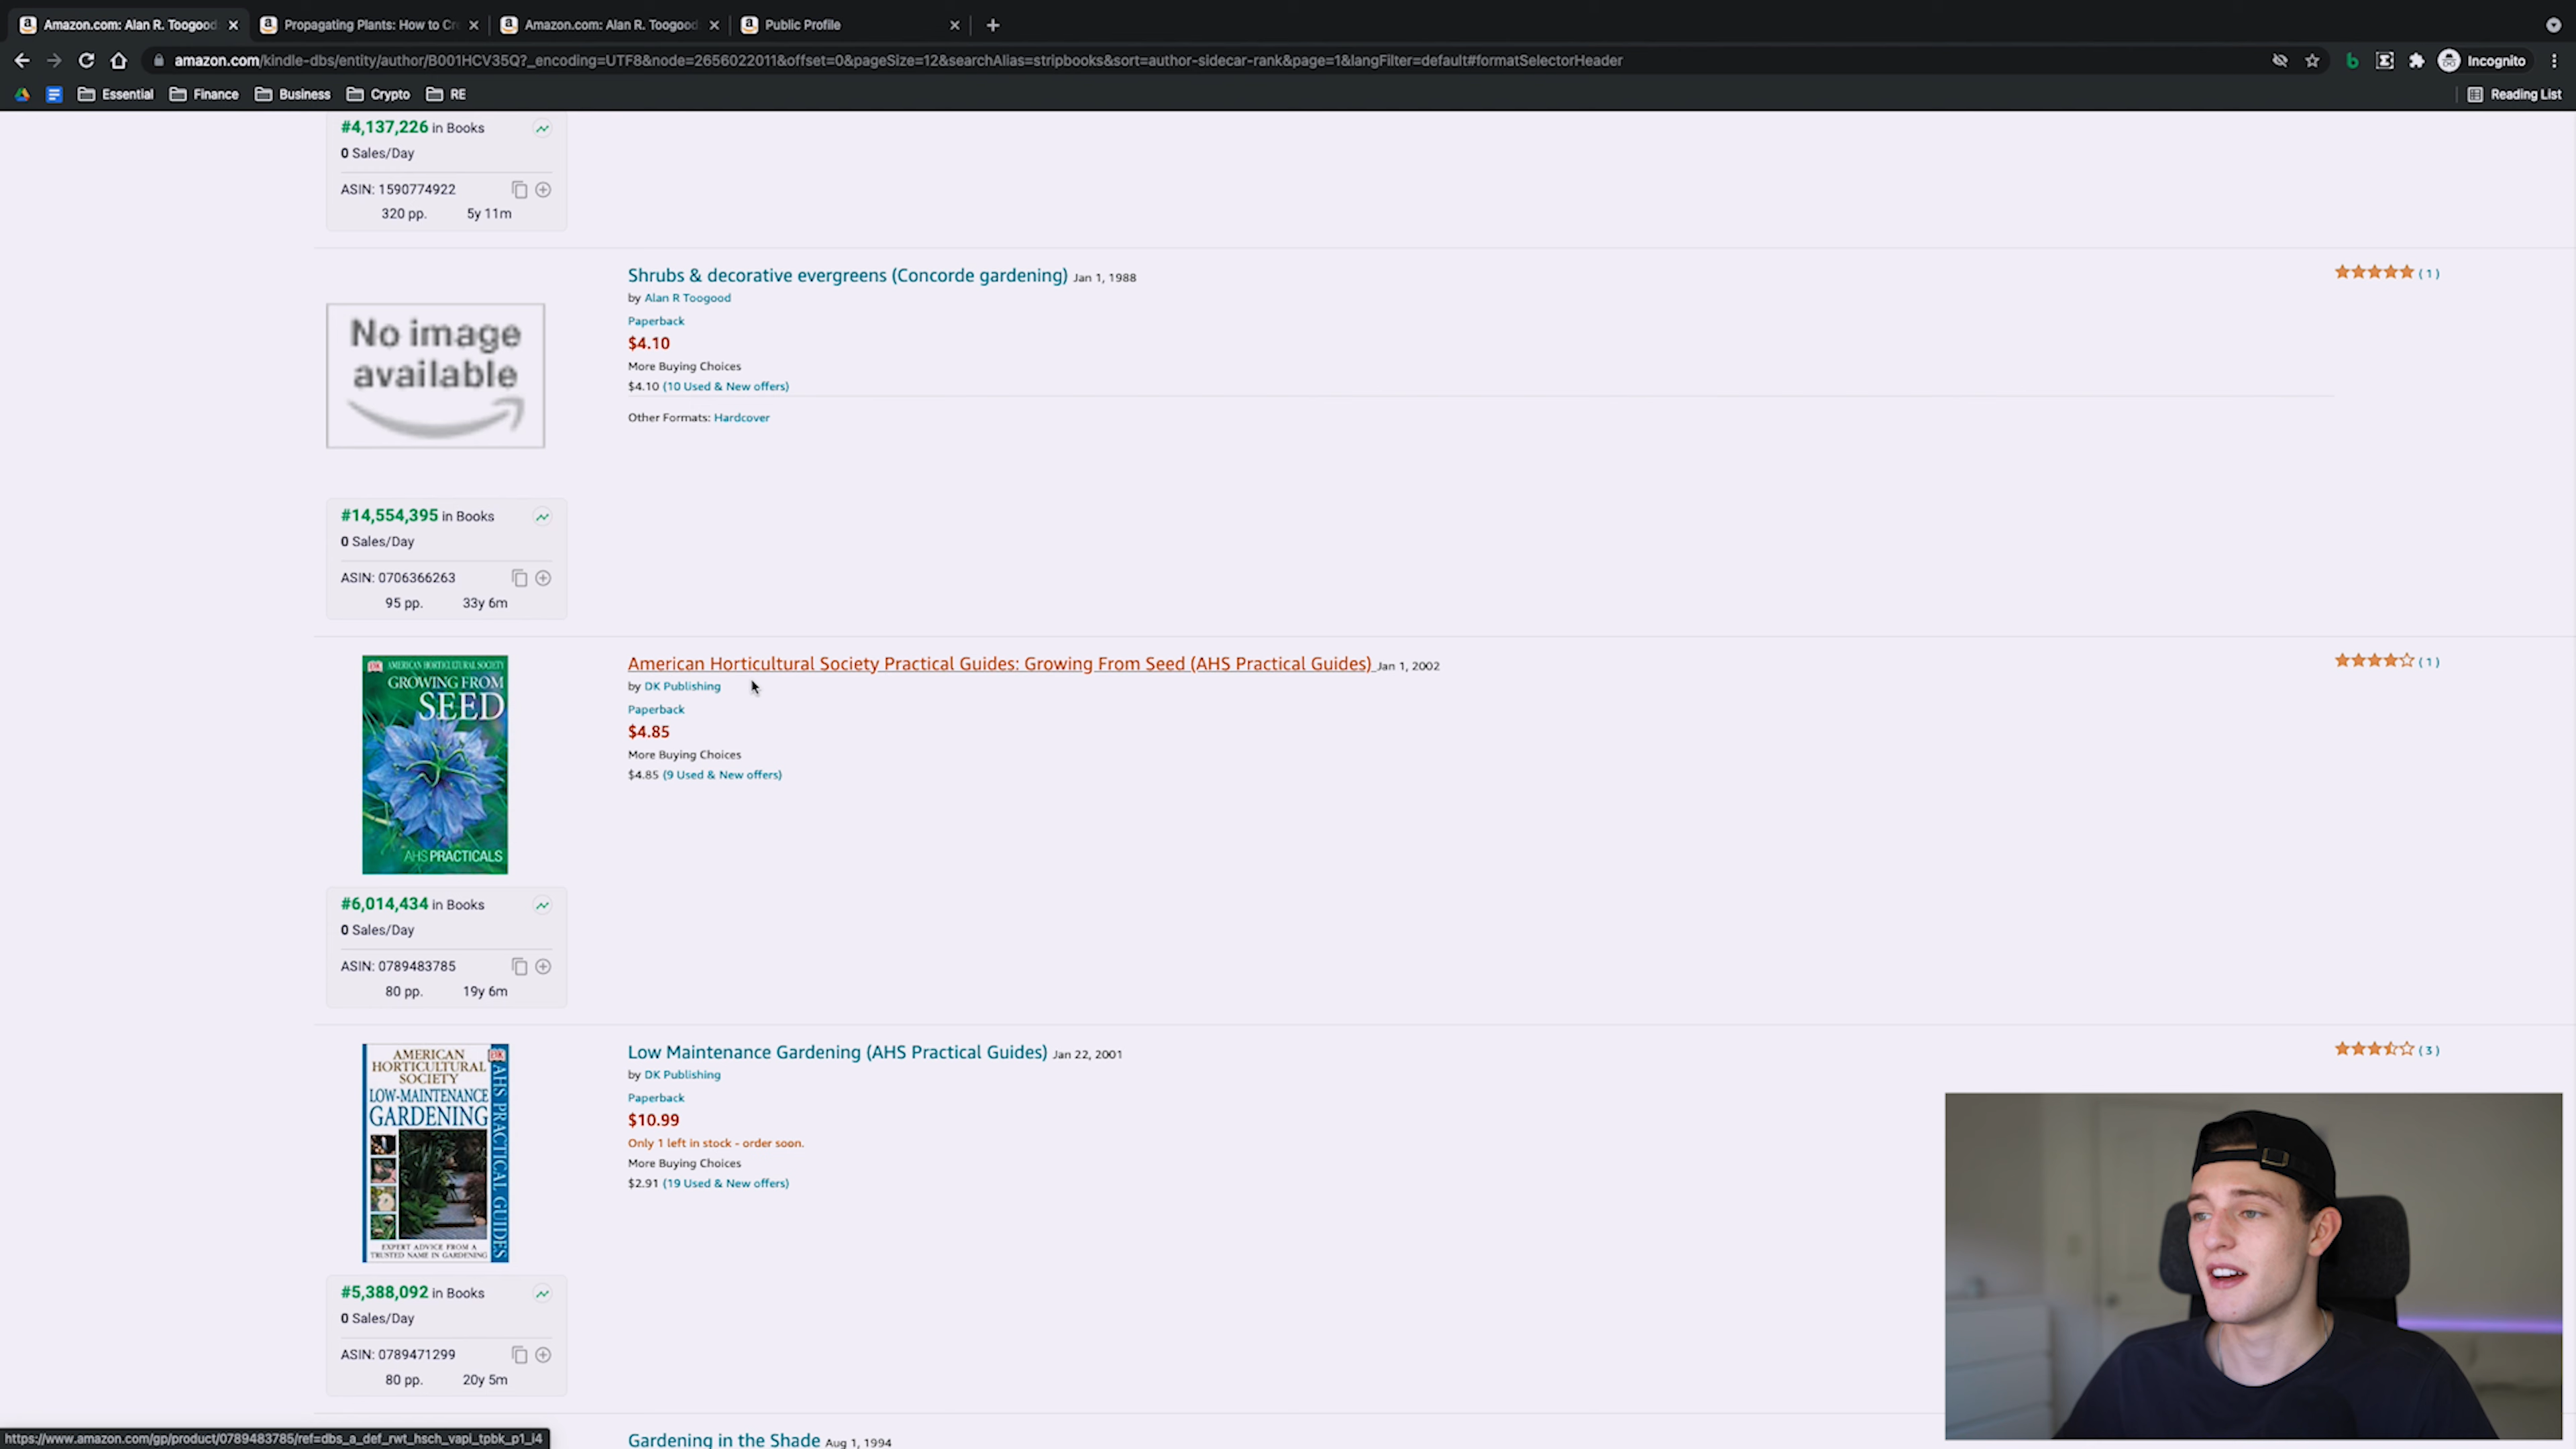 Amazon.com: Alan R. Toogood
Propagating Plants: How to Cr
Amazon.com: Alan R. Toogood
Public Profile
amazon.com/kindle-dbs/entity/author/B001HCV35Q?_encoding=UTF8&node=2656022011&offset=0&pageSize=12&searchAlias=stripbooks&sort=author-sidecar-rank&page=1&langFilter=default#formatSelectorHeader
Incognito
Essential
Finance
Business
Crypto
RE
Reading List
#4,137,226 in Books
0 Sales/Day
ASIN: 1590774922
320 pp. 5y 11m
Shrubs & decorative evergreens (Concorde gardening) Jan 1, 1988
(1)
by Alan R Toogood
Paperback
$4.10
More Buying Choices
$4.10 (10 Used & New offers)
Other Formats: Hardcover
No image
available
#14,554,395 in Books
0 Sales/Day
ASIN: 0706366263
95 pp. 33y 6m
American Horticultural Society Practical Guides: Growing From Seed (AHS Practical Guides) Jan 1, 2002
(1)
by DK Publishing
Paperback
$4.85
More Buying Choices
$4.85 (9 Used & New offers)
DK AMERICAN HORTICULTURAL SOCIETY
GROWING FROM
SEED
AHS PRACTICALS
#6,014,434 in Books
0 Sales/Day
ASIN: 0789483785
80 pp. 19y 6m
Low Maintenance Gardening (AHS Practical Guides) Jan 22, 2001
(3)
by DK Publishing
Paperback
$10.99
Only 1 left in stock - order soon.
More Buying Choices
$2.91 (19 Used & New offers)
AMERICAN
HORTICULTURAL
SOCIETY
DK
LOW-MAINTENANCE
GARDENING
AHS PRACTICAL GUIDES
EXPERT ADVICE FROM A
TRUSTED NAME IN GARDENING
#5,388,092 in Books
0 Sales/Day
ASIN: 0789471299
80 pp. 20y 5m
Gardening in the Shade Aug 1, 1994
https://www.amazon.com/gp/product/0789483785/ref=dbs_a_def_rwt_hsch_vapi_tpbk_p1_i4